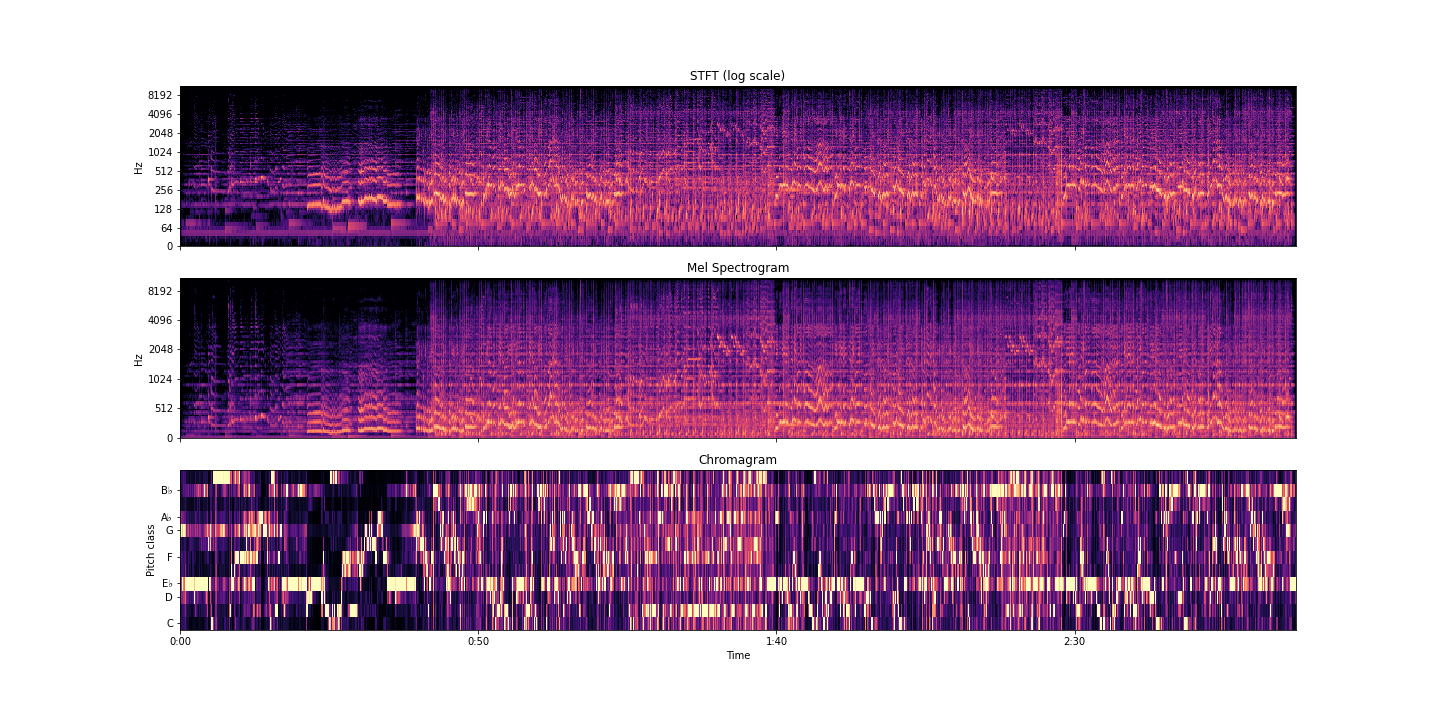 STFT (log scale)
8192
4096
2048
1024
512
256
128
64
0
Hz
Mel Spectrogram
8192
4096
2048
1024
512
0
Hz
Chromagram
B♭
A♭
G
F
E♭
D
C
Pitch class
0:00
0:50
1:40
2:30
Time